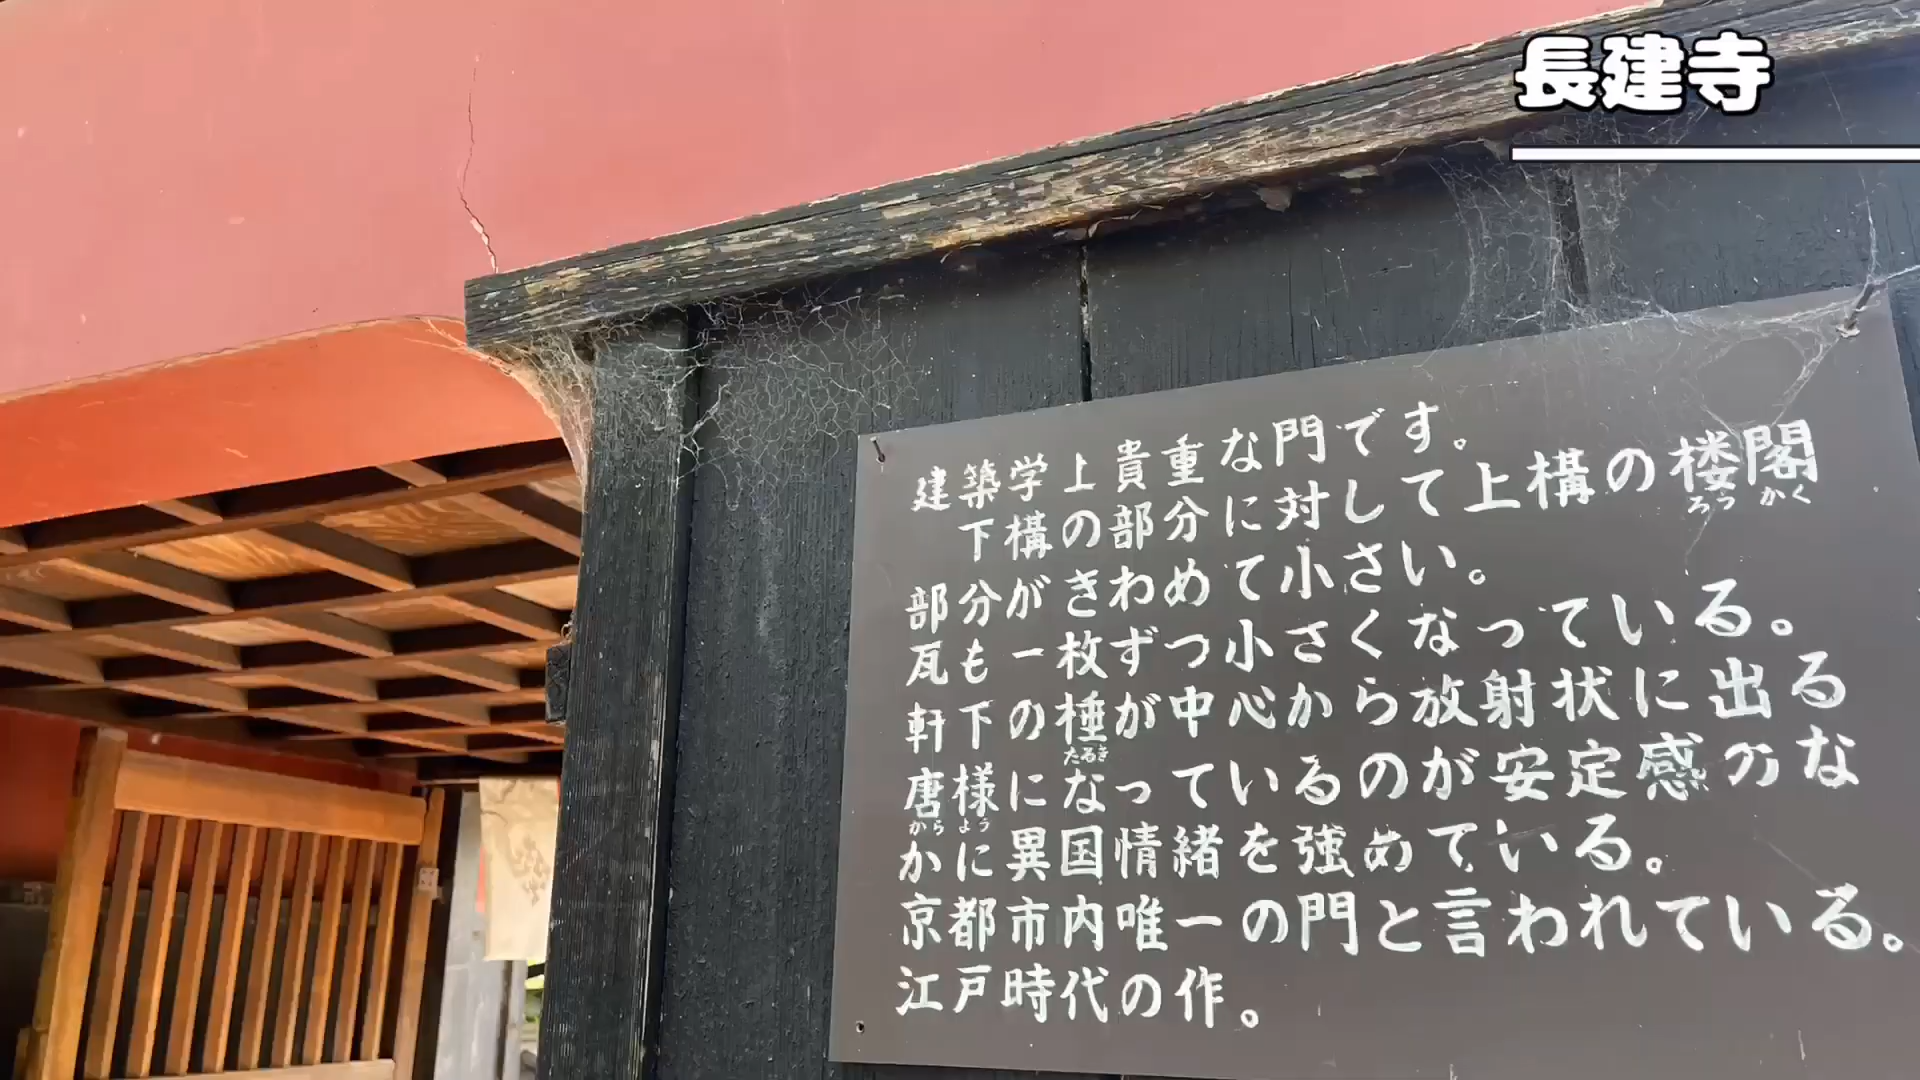 長建寺
建築学上貴重な門です。
下構の部分に対して上構の楼閣
ろう かく
部分がきわめて小さい。
瓦も一枚ずつ小さくなっている。
軒下の棰が中心から放射状に出る
たるき
唐様になっているのが安定感のな
から よう
かに異国情緒を強めている。
京都市内唯一の門と言われている。
江戸時代の作。